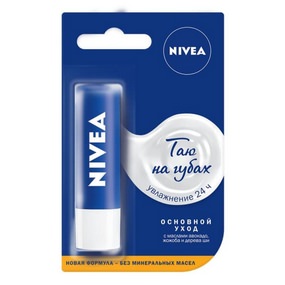 NIVEA
NIVEA
Таю
на губах
увлажнение 24 ч
ОСНОВНОЙ
УХОД
с маслами авокадо,
жожоба и дерева ши
НОВАЯ ФОРМУЛА – БЕЗ МИНЕРАЛЬНЫХ МАСЕЛ